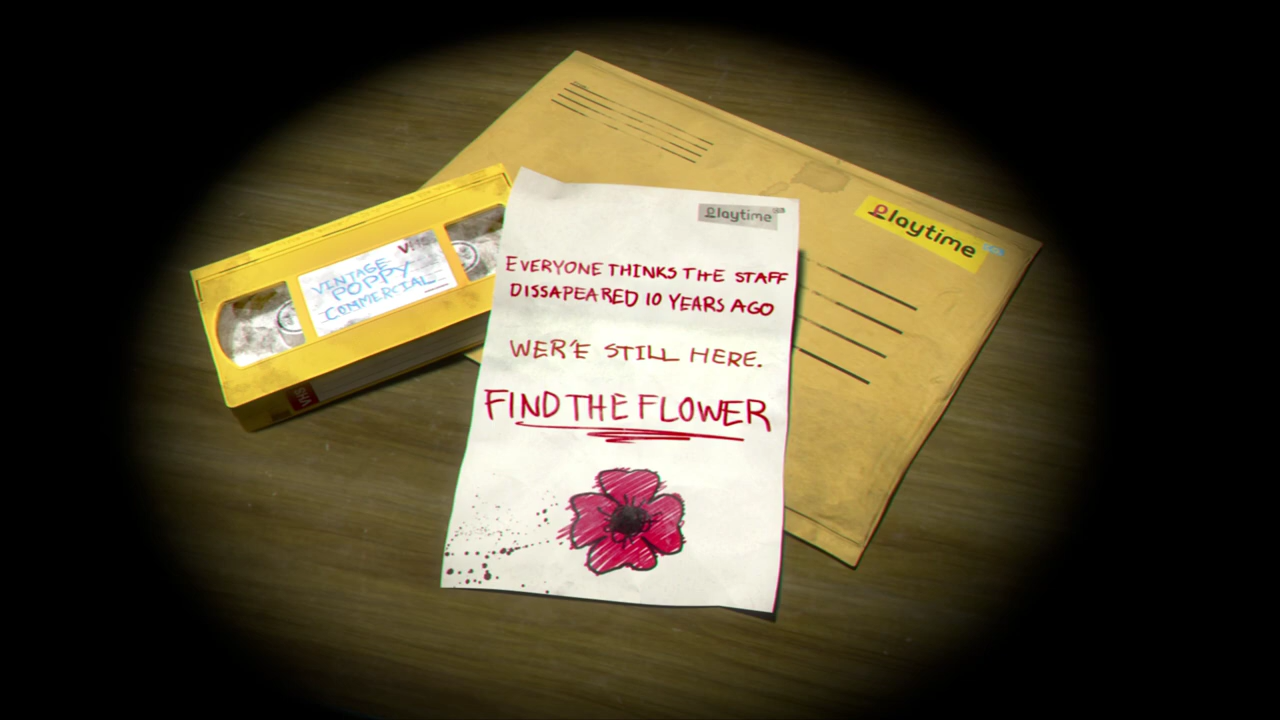 VINTAGE
POPPY
COMMERCIAL
VHS
Playtime
EVERYONE THINKS THE STAFF
DISSAPEARED 10 YEARS AGO
WER'E STILL HERE.
FIND THE FLOWER
Playtime